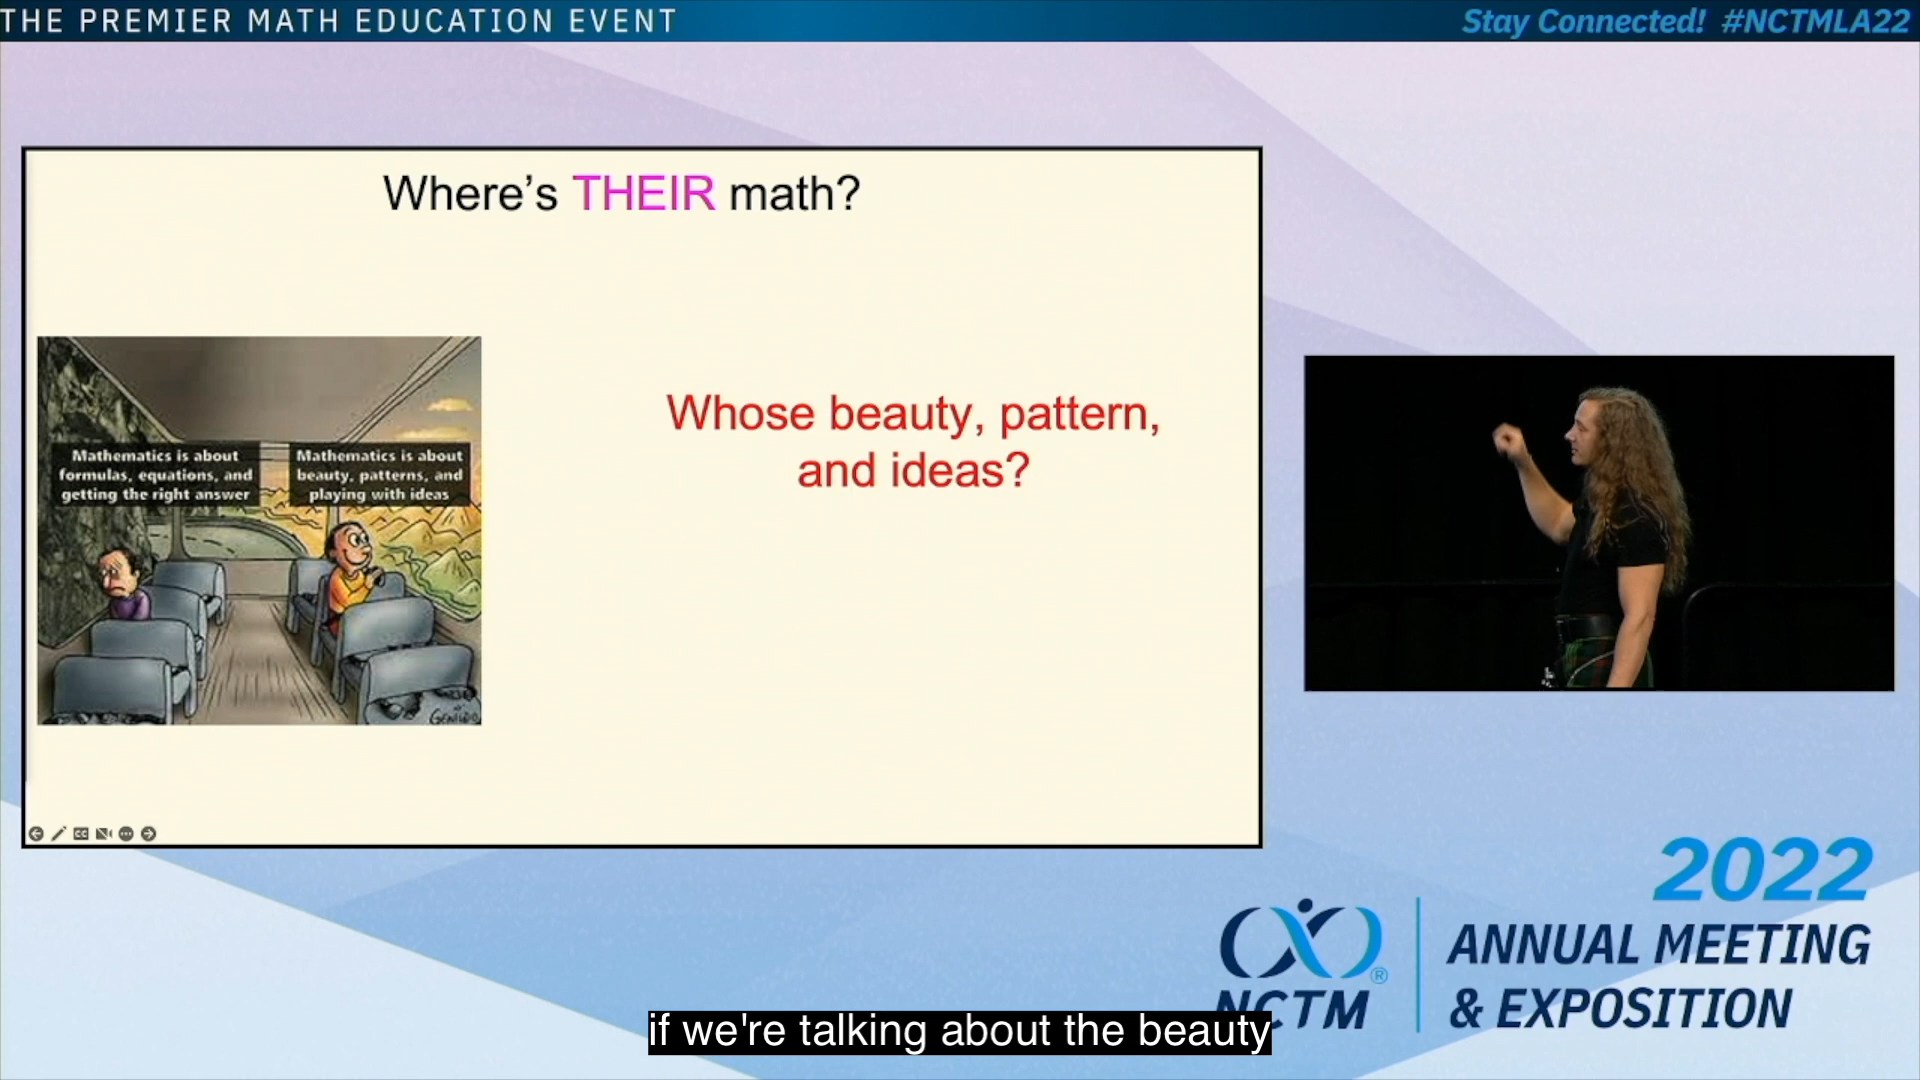 THE PREMIER MATH EDUCATION EVENT
Stay Connected! #NCTMLA22
Where's THEIR math?
Mathematics is about
formulas, equations, and
getting the right answer
Mathematics is about
beauty, patterns, and
playing with ideas
Whose beauty, pattern,
and ideas?
2022
ANNUAL MEETING
& EXPOSITION
NCTM
if we're talking about the beauty